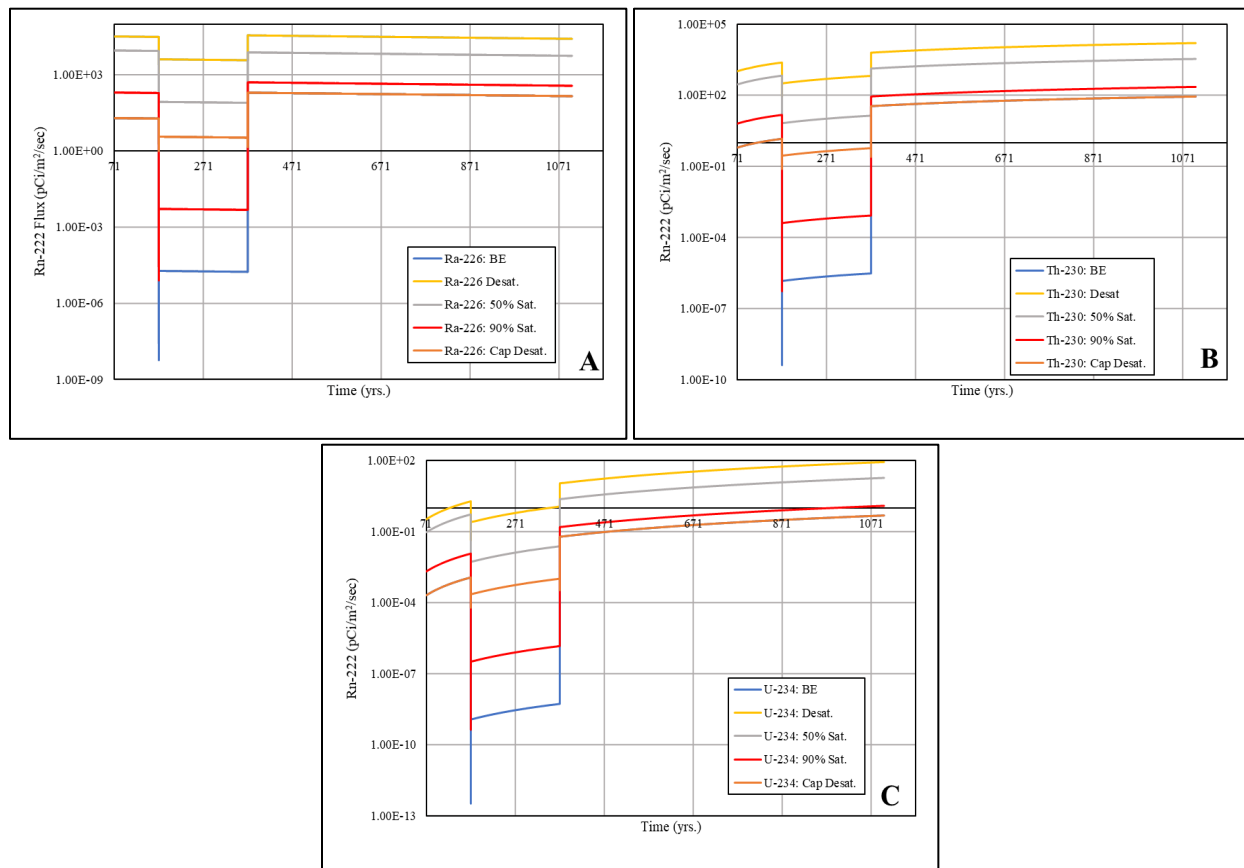 1.00E+03
1.00E+00
1.00E-03
1.00E-06
1.00E-09
71 271 471 671 871 1071
Rn-222 Flux (pCi/m²/sec)
Time (yrs.)
Ra-226: BE
Ra-226 Desat.
Ra-226: 50% Sat.
Ra-226: 90% Sat.
Ra-226: Cap Desat.
A
1.00E+05
1.00E+02
1.00E-01
1.00E-04
1.00E-07
1.00E-10
71 271 471 671 871 1071
Rn-222 (pCi/m²/sec)
Time (yrs.)
Th-230: BE
Th-230: Desat
Th-230: 50% Sat.
Th-230: 90% Sat.
Th-230: Cap Desat.
B
1.00E+02
1.00E-01
1.00E-04
1.00E-07
1.00E-10
1.00E-13
71 271 471 671 871 1071
Rn-222 (pCi/m²/sec)
Time (yrs.)
U-234: BE
U-234: Desat.
U-234: 50% Sat.
U-234: 90% Sat.
U-234: Cap Desat.
C